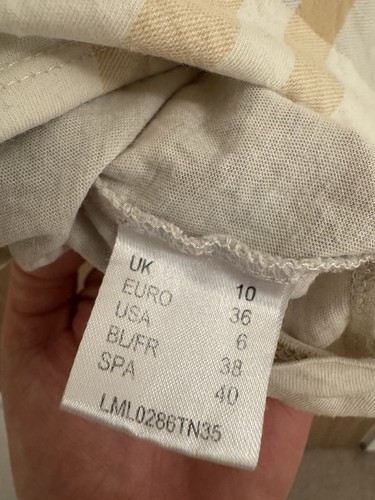 UK 10
EURO 36
USA 6
BL/FR 38
SPA 40
LML0286TN35